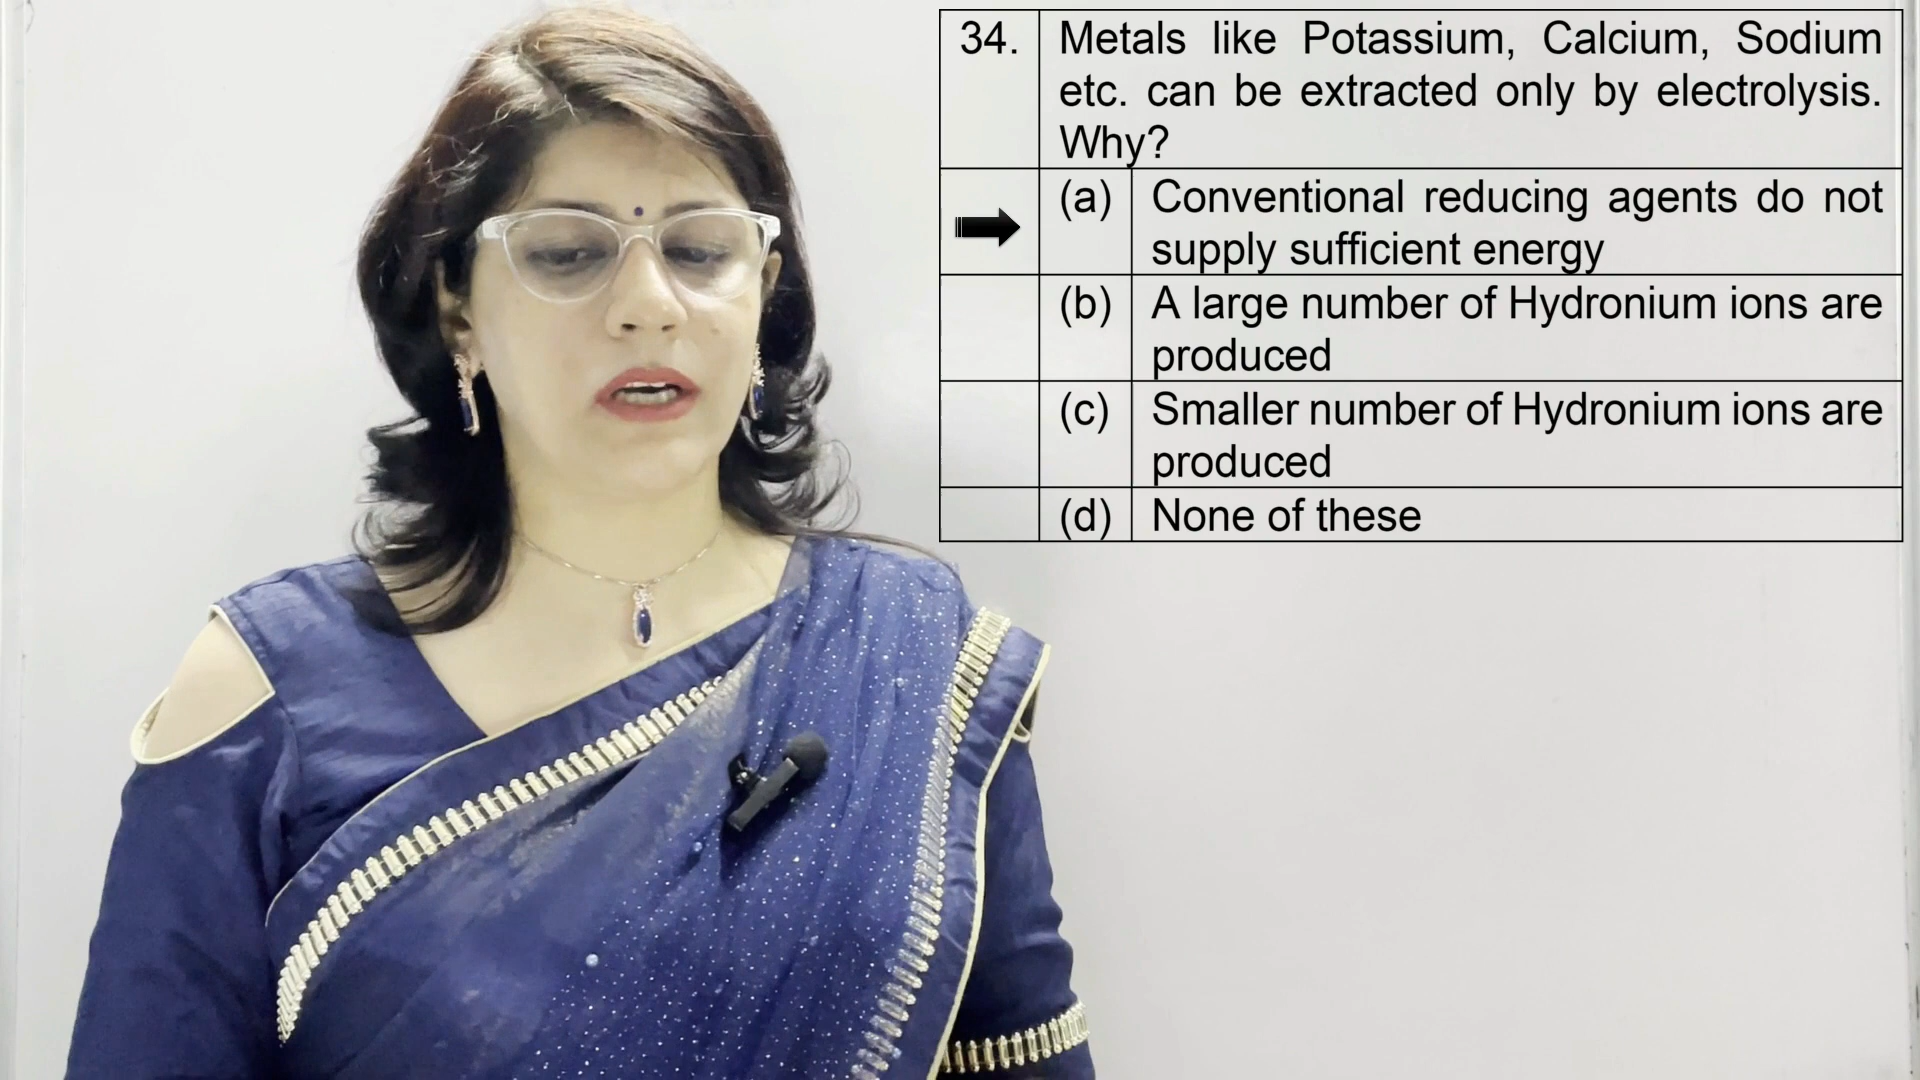 34. Metals like Potassium, Calcium, Sodium
etc. can be extracted only by electrolysis.
Why?
(a) Conventional reducing agents do not
supply sufficient energy
(b) A large number of Hydronium ions are
produced
(c) Smaller number of Hydronium ions are
produced
(d) None of these